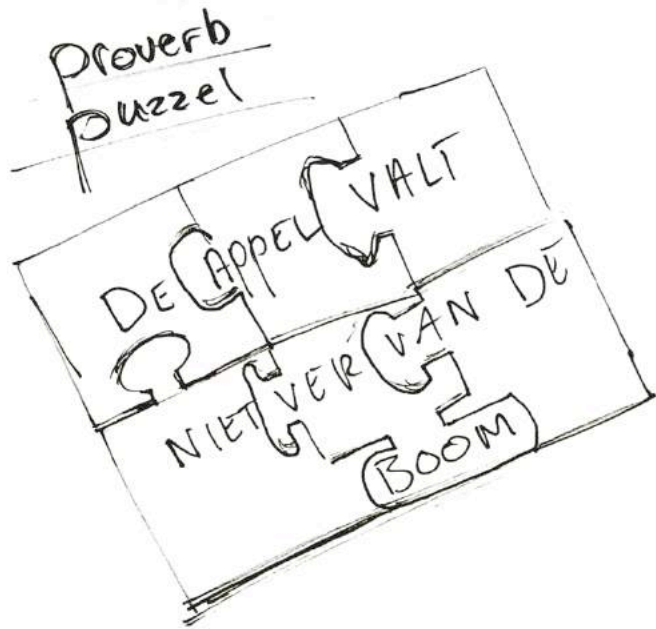 proverb
puzzel
DE APPEL VALT
NIET VER VAN DE
BOOM